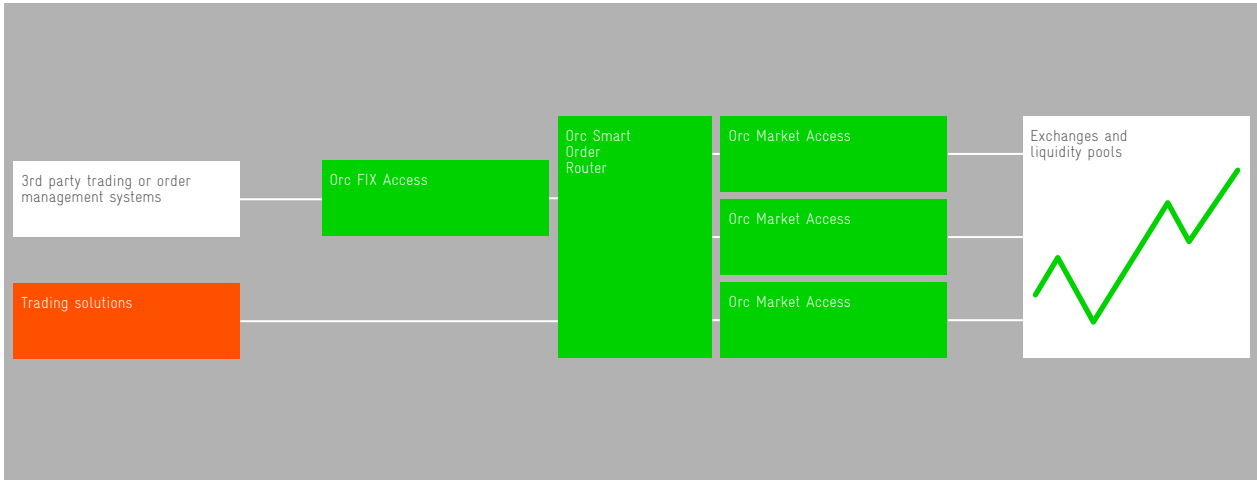 3rd party trading or order
management systems
Trading solutions
Orc FIX Access
Orc Smart
Order
Router
Orc Market Access
Orc Market Access
Orc Market Access
Exchanges and
liquidity pools